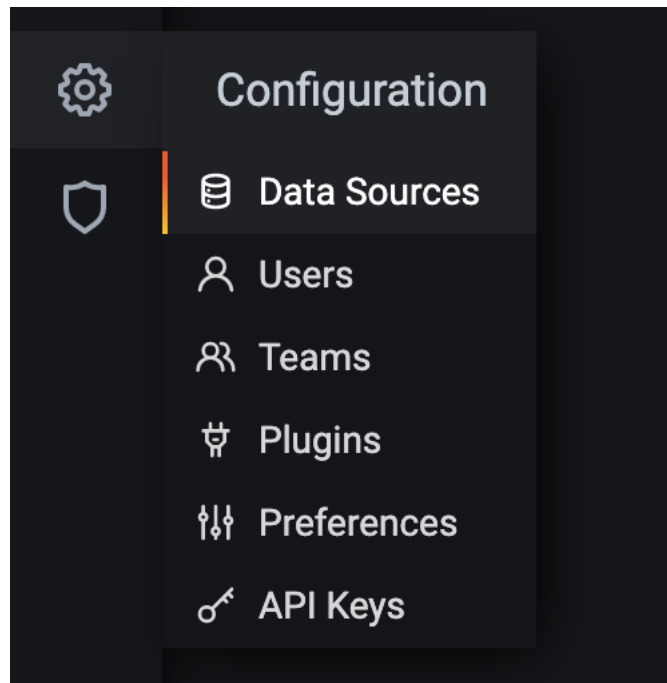 Configuration
Data Sources
Users
Teams
Plugins
Preferences
API Keys